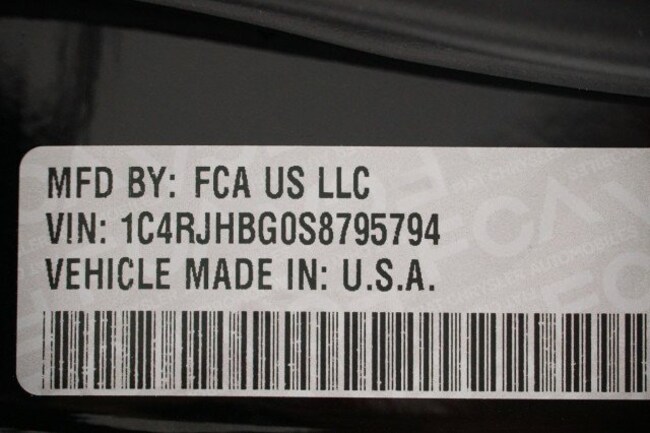 MFD BY: FCA US LLC
VIN: 1C4RJHBG0S8795794
VEHICLE MADE IN: U.S.A.